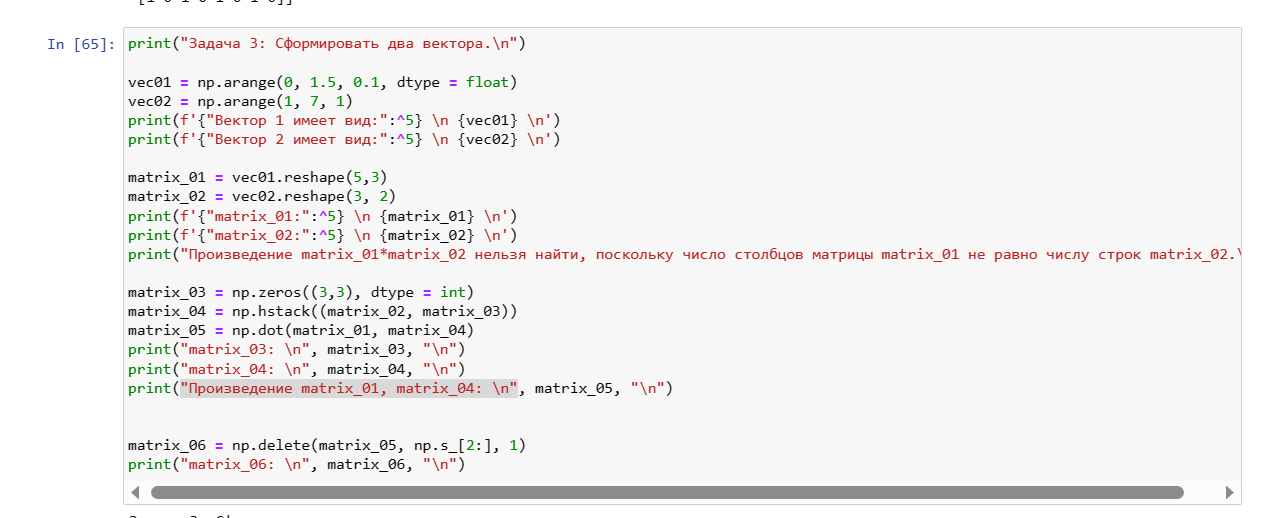 In [65]: print("Задача 3: Сформировать два вектора.\n")
vec01 = np.arange(0, 1.5, 0.1, dtype = float)
vec02 = np.arange(1, 7, 1)
print(f'{"Вектор 1 имеет вид:":^5} \n {vec01} \n')
print(f'{"Вектор 2 имеет вид:":^5} \n {vec02} \n')
matrix_01 = vec01.reshape(5,3)
matrix_02 = vec02.reshape(3, 2)
print(f'{"matrix_01:":^5} \n {matrix_01} \n')
print(f'{"matrix_02:":^5} \n {matrix_02} \n')
print("Произведение matrix_01*matrix_02 нельзя найти, поскольку число столбцов матрицы matrix_01 не равно числу строк matrix_02.\
matrix_03 = np.zeros((3,3), dtype = int)
matrix_04 = np.hstack((matrix_02, matrix_03))
matrix_05 = np.dot(matrix_01, matrix_04)
print("matrix_03: \n", matrix_03, "\n")
print("matrix_04: \n", matrix_04, "\n")
print("Произведение matrix_01, matrix_04: \n", matrix_05, "\n")
matrix_06 = np.delete(matrix_05, np.s_[2:], 1)
print("matrix_06: \n", matrix_06, "\n")